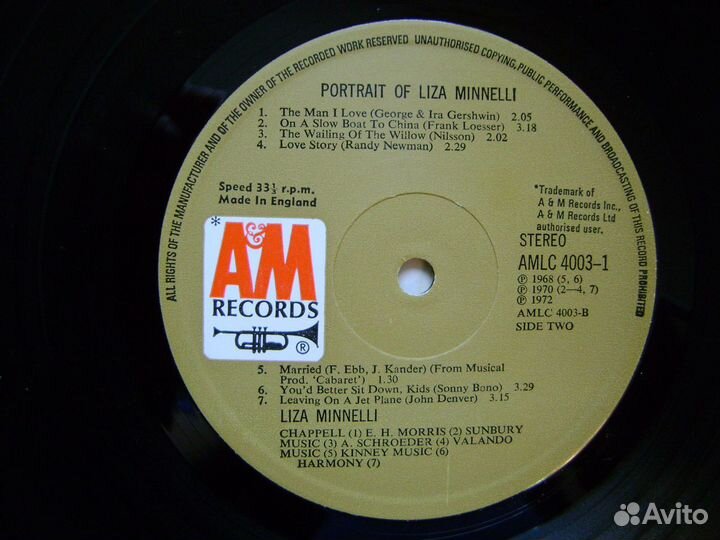 ALL RIGHTS OF THE MANUFACTURER AND OF THE OWNER OF THE RECORDED WORK RESERVED UNAUTHORISED COPYING, PUBLIC PERFORMANCE AND BROADCASTING OF THIS RECORD PROHIBITED
PORTRAIT OF LIZA MINNELLI
1. The Man I Love (George & Ira Gershwin) 2.05
2. On A Slow Boat To China (Frank Loesser) 3.18
3. The Wailing Of The Willow (Nilsson) 2.02
4. Love Story (Randy Newman) 2.29
Speed 33⅓ r.p.m.
Made In England
*
A&M
RECORDS
®
*Trademark of
A & M Records Inc.,
A & M Records Ltd
authorised user.
STEREO
AMLC 4003-1
℗ 1968 (5, 6)
℗ 1970 (2-4, 7)
℗ 1972
AMLC 4003-B
SIDE TWO
5. Married (F. Ebb, J. Kander) (From Musical
Prod. 'Cabaret') 1.30
6. You'd Better Sit Down, Kids (Sonny Bono) 3.29
7. Leaving On A Jet Plane (John Denver) 3.15
LIZA MINNELLI
CHAPPELL (1) E. H. MORRIS (2) SUNBURY
MUSIC (3) A. SCHROEDER (4) VALANDO
MUSIC (5) KINNEY MUSIC (6)
HARMONY (7)
Avito